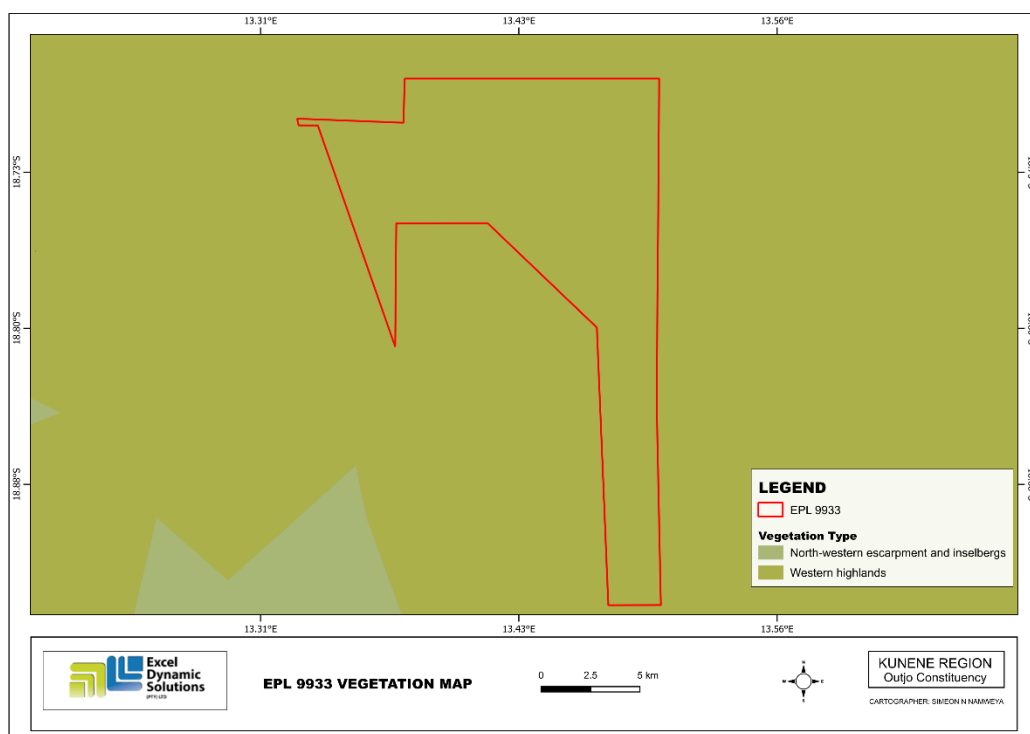 13.31°E 13.43°E 13.56°E
18.73°S
18.80°S
18.88°S
LEGEND
EPL 9933
Vegetation Type
North-western escarpment and inselbergs
Western highlands
13.31°E 13.43°E 13.56°E
Excel
Dynamic
Solutions
(PTY) LTD
EPL 9933 VEGETATION MAP
0 2.5 5 km
N
W E
S
KUNENE REGION
Outjo Constituency
CARTOGRAPHER: SIMEON N NAMWEYA